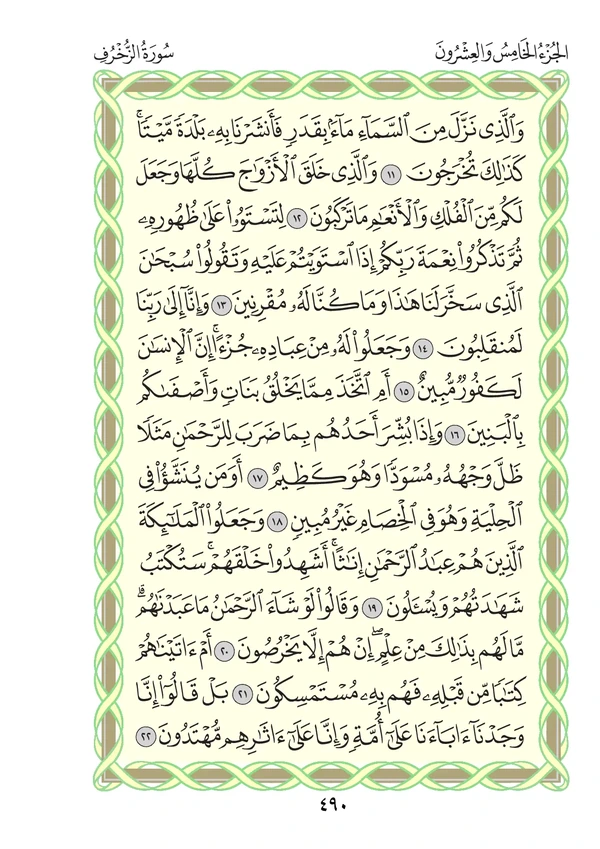 الجُزْءُ الخَامِسُ وَالعِشْرُونَ
سُورَةُ الزُّخْرُفِ
وَٱلَّذِى نَزَّلَ مِنَ ٱلسَّمَآءِ مَآءَۢ بِقَدَرٍ فَأَنشَرْنَا بِهِۦ بَلْدَةً مَّيْتًاۚ
كَذَٰلِكَ تُخْرَجُونَ ١١ وَٱلَّذِى خَلَقَ ٱلْأَزْوَٰجَ كُلَّهَا وَجَعَلَ
لَكُم مِّنَ ٱلْفُلْكِ وَٱلْأَنْعَٰمِ مَا تَرْكَبُونَ ١٢ لِتَسْتَوُۥا۟ عَلَىٰ ظُهُورِهِۦ
ثُمَّ تَذْكُرُوا۟ نِعْمَةَ رَبِّكُمْ إِذَا ٱسْتَوَيْتُمْ عَلَيْهِ وَتَقُولُوا۟ سُبْحَٰنَ
ٱلَّذِى سَخَّرَ لَنَا هَٰذَا وَمَا كُنَّا لَهُۥ مُقْرِنِينَ ١٣ وَإِنَّآ إِلَىٰ رَبِّنَا
لَمُنقَلِبُونَ ١٤ وَجَعَلُوا۟ لَهُۥ مِنْ عِبَادِهِۦ جُزْءًاۚ إِنَّ ٱلْإِنسَٰنَ
لَكَفُورٌ مُّبِينٌ ١٥ أَمِ ٱتَّخَذَ مِمَّا يَخْلُقُ بَنَاتٍ وَأَصْفَىٰكُم
بِٱلْبَنِينَ ١٦ وَإِذَا بُشِّرَ أَحَدُهُم بِمَا ضَرَبَ لِلرَّحْمَٰنِ مَثَلًا
ظَلَّ وَجْهُهُۥ مُسْوَدًّا وَهُوَ كَظِيمٌ ١٧ أَوَمَن يُنَشَّؤُا۟ فِى
ٱلْحِلْيَةِ وَهُوَ فِى ٱلْخِصَامِ غَيْرُ مُبِينٍ ١٨ وَجَعَلُوا۟ ٱلْمَلَٰٓئِكَةَ
ٱلَّذِينَ هُمْ عِبَٰدُ ٱلرَّحْمَٰنِ إِنَٰثًاۚ أَشَهِدُوا۟ خَلْقَهُمْۚ سَتُكْتَبُ
شَهَٰدَتُهُمْ وَيُسْـَٔلُونَ ١٩ وَقَالُوا۟ لَوْ شَآءَ ٱلرَّحْمَٰنُ مَا عَبَدْنَٰهُمۗ
مَّا لَهُم بِذَٰلِكَ مِنْ عِلْمٍۖ إِنْ هُمْ إِلَّا يَخْرُصُونَ ٢٠ أَمْ ءَاتَيْنَٰهُمْ
كِتَٰبًا مِّن قَبْلِهِۦ فَهُم بِهِۦ مُسْتَمْسِكُونَ ٢١ بَلْ قَالُوٓا۟ إِنَّا
وَجَدْنَآ ءَابَآءَنَا عَلَىٰٓ أُمَّةٍ وَإِنَّا عَلَىٰٓ ءَاثَٰرِهِم مُّهْتَدُونَ ٢٢
٤٩٠